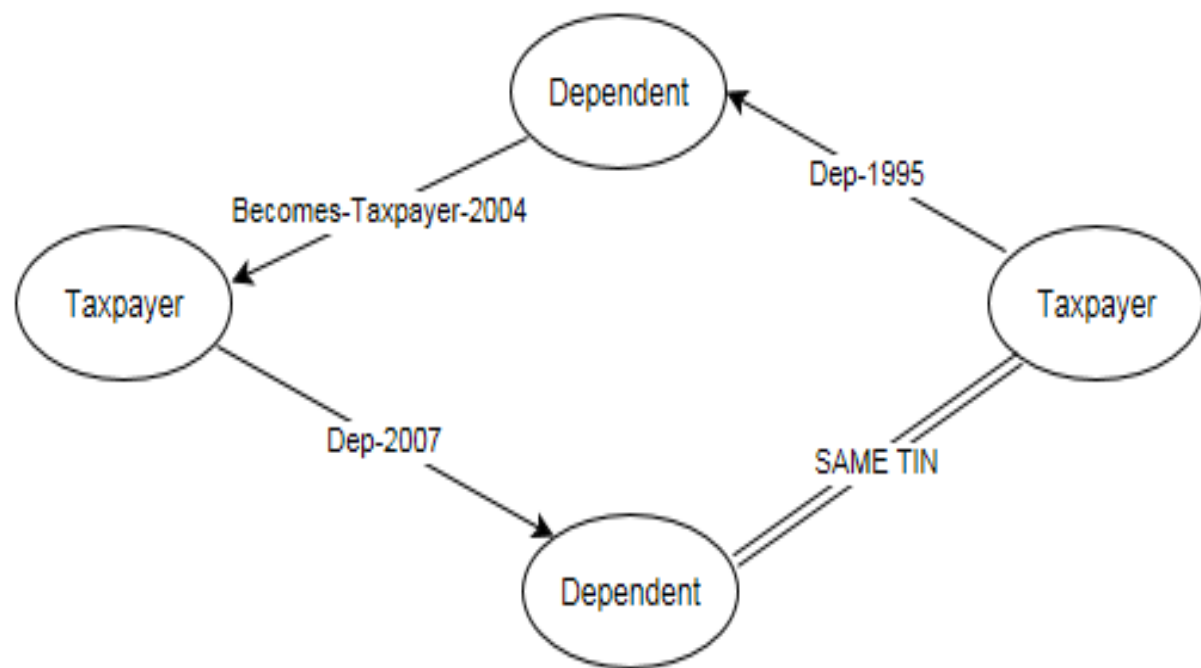 Dependent
Dep-1995
Becomes-Taxpayer-2004
Taxpayer
Taxpayer
Dep-2007
SAME TIN
Dependent